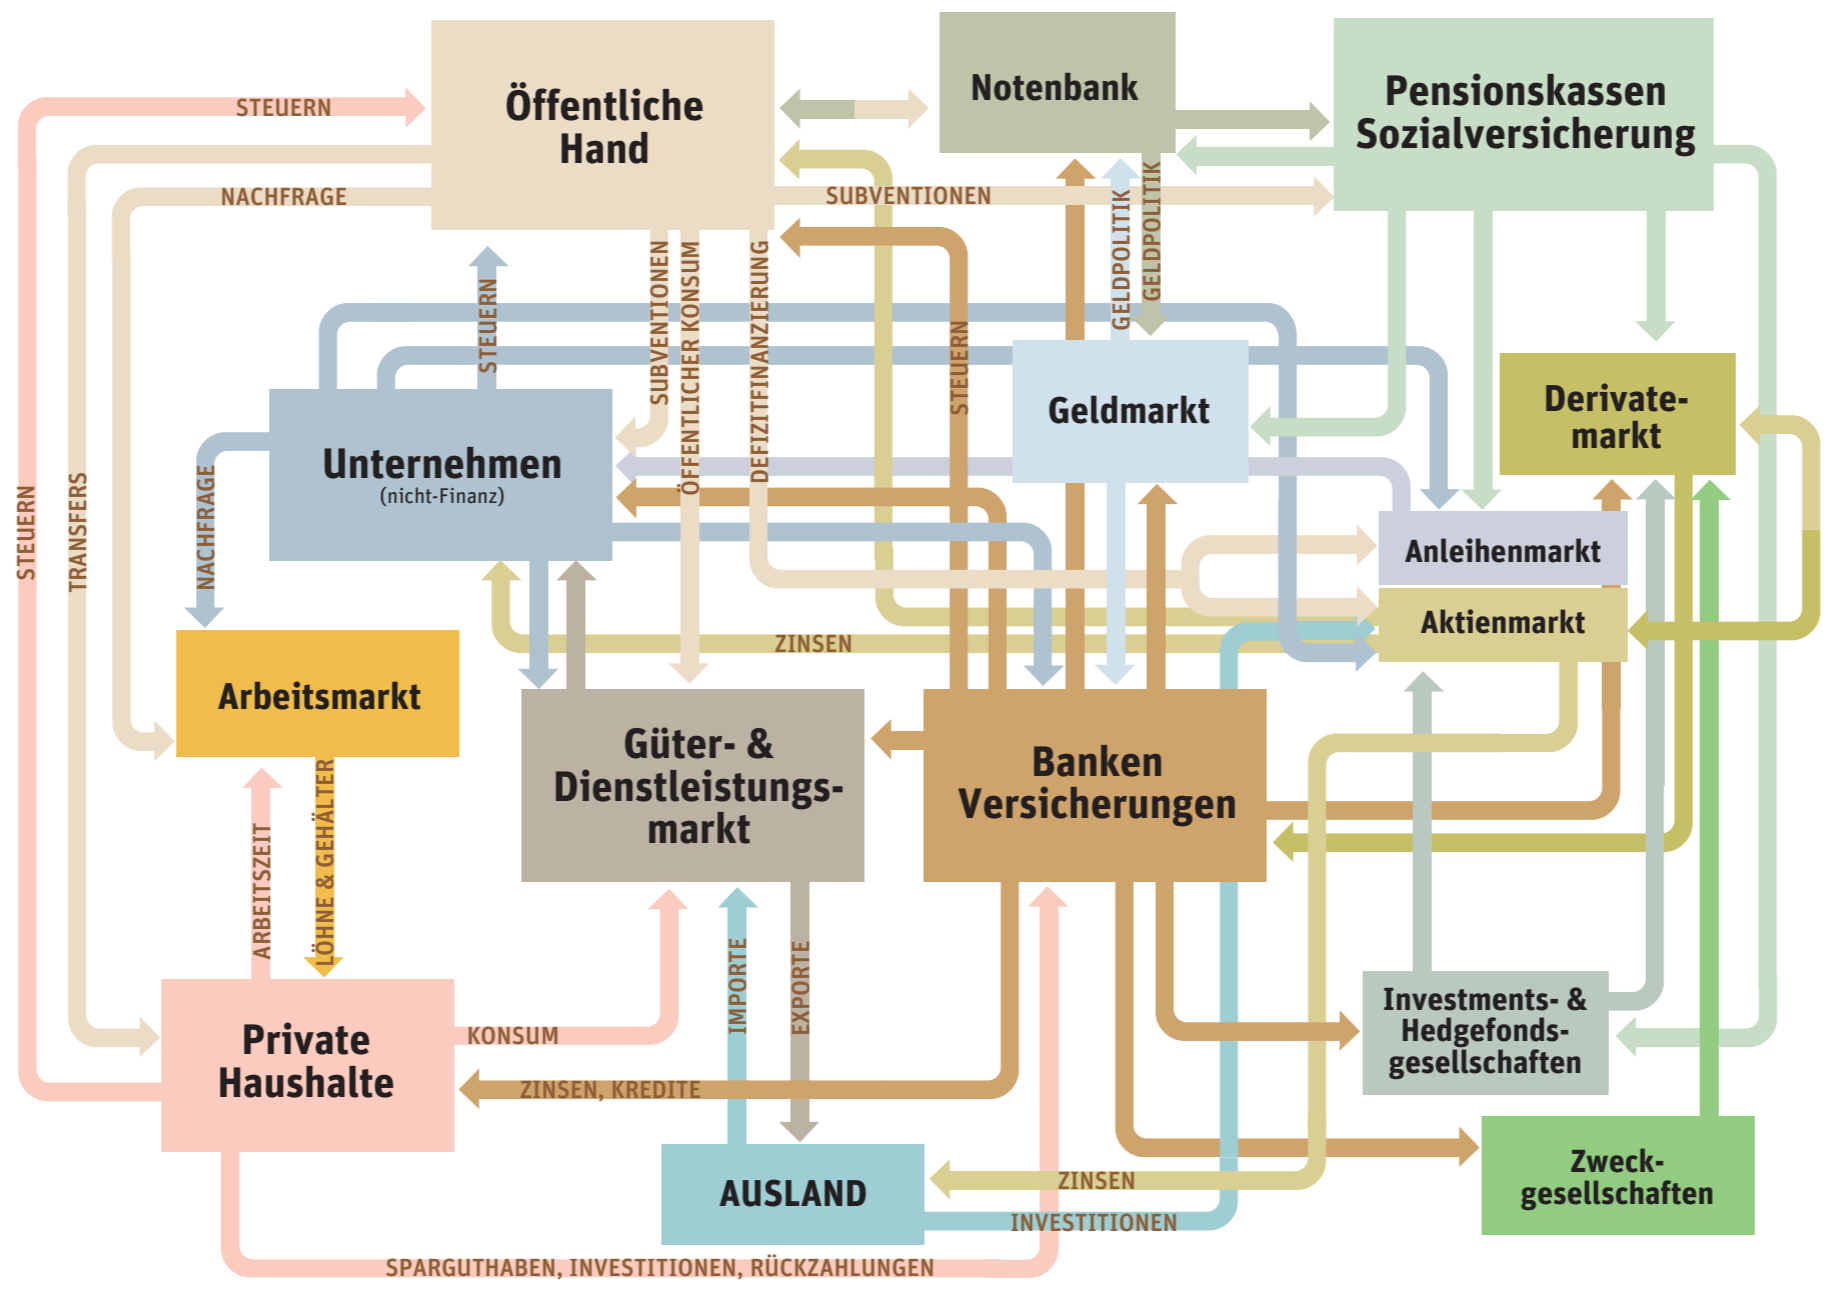 Öffentliche
Hand
Notenbank
Pensionskassen
Sozialversicherung
STEUERN
NACHFRAGE
SUBVENTIONEN
GELDPOLITIK
GELDPOLITIK
STEUERN
SUBVENTIONEN
ÖFFENTLICHER KONSUM
DEFIZITFINANZIERUNG
STEUERN
Unternehmen
(nicht-Finanz)
Geldmarkt
Derivate-
markt
STEUERN
TRANSFERS
NACHFRAGE
Anleihenmarkt
Aktienmarkt
ZINSEN
Arbeitsmarkt
Güter- &
Dienstleistungs-
markt
Banken
Versicherungen
ARBEITSZEIT
LÖHNE & GEHÄLTER
IMPORTE
EXPORTE
Private
Haushalte
KONSUM
ZINSEN, KREDITE
Investments- &
Hedgefonds-
gesellschaften
AUSLAND
ZINSEN
INVESTITIONEN
Zweck-
gesellschaften
SPARGUTHABEN, INVESTITIONEN, RÜCKZAHLUNGEN